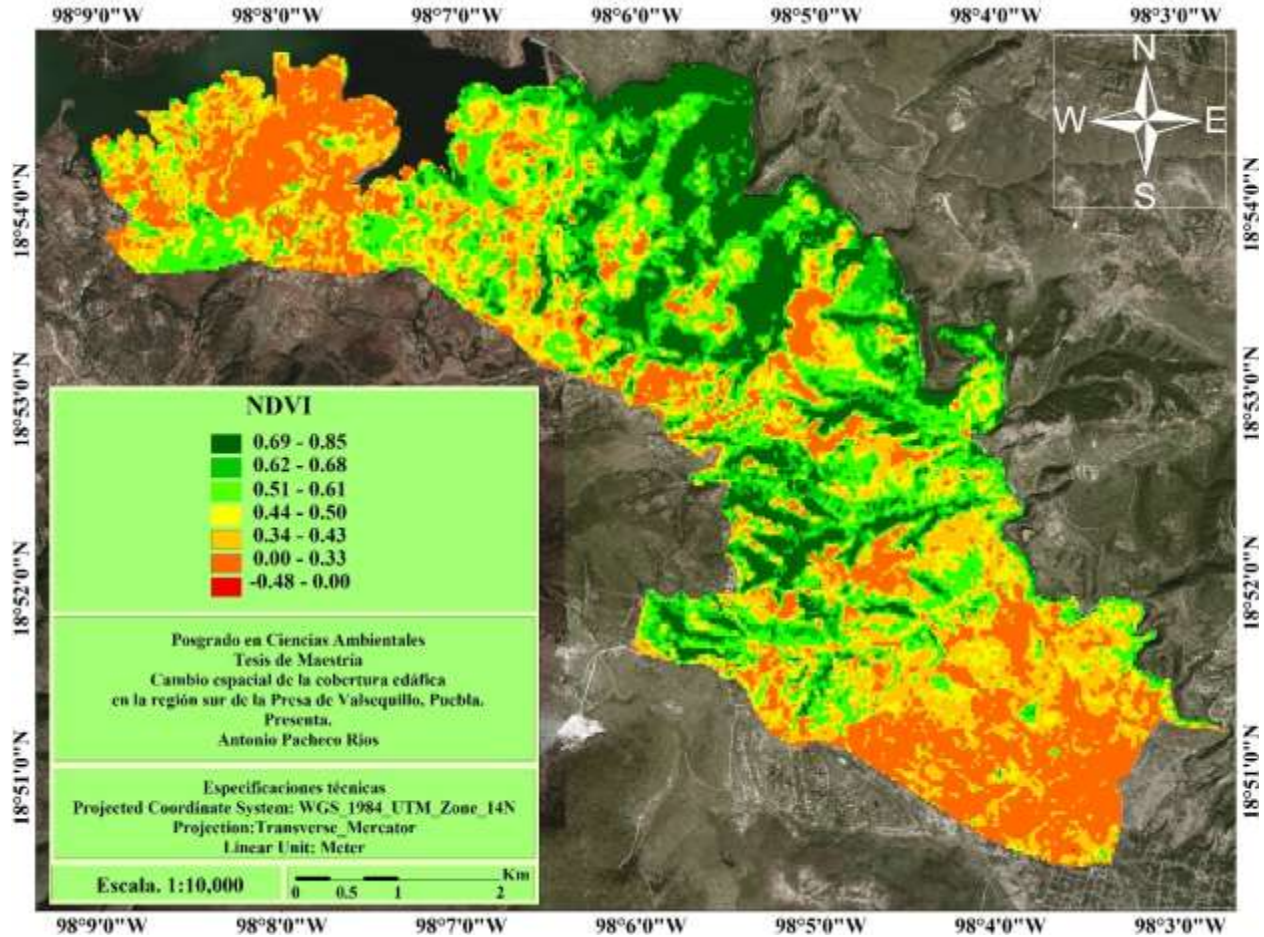 98°9'0"W 98°8'0"W 98°7'0"W 98°6'0"W 98°5'0"W 98°4'0"W 98°3'0"W
N
W E
S
18°54'0"N 18°54'0"N
18°53'0"N 18°53'0"N
18°52'0"N 18°52'0"N
18°51'0"N 18°51'0"N
NDVI
0.69 - 0.85
0.62 - 0.68
0.51 - 0.61
0.44 - 0.50
0.34 - 0.43
0.00 - 0.33
-0.48 - 0.00
Posgrado en Ciencias Ambientales
Tesis de Maestría
Cambio espacial de la cobertura edáfica
en la región sur de la Presa de Valsequillo, Puebla.
Presenta.
Antonio Pacheco Ríos
Especificaciones técnicas
Projected Coordinate System: WGS_1984_UTM_Zone_14N
Projection:Transverse_Mercator
Linear Unit: Meter
Escala. 1:10,000
Km
0 0.5 1 2
98°9'0"W 98°8'0"W 98°7'0"W 98°6'0"W 98°5'0"W 98°4'0"W 98°3'0"W